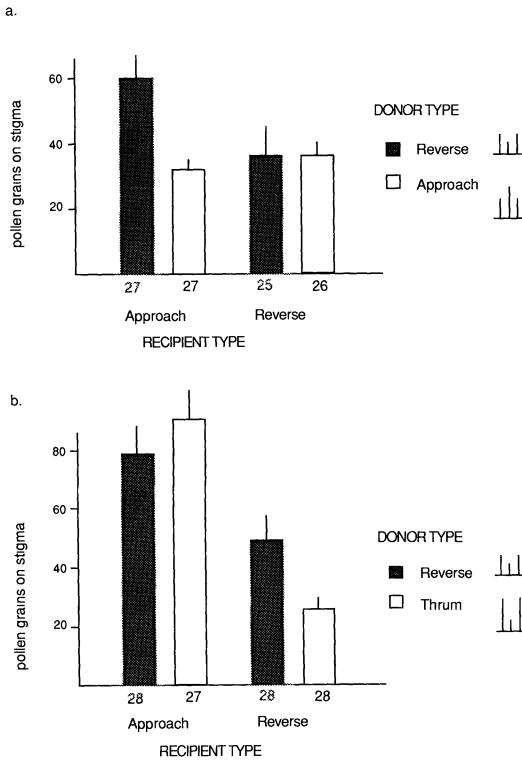 a.
pollen grains on stigma
60
40
20
27 27 25 26
Approach Reverse
RECIPIENT TYPE
DONOR TYPE
Reverse
Approach
b.
pollen grains on stigma
80
60
40
20
28 27 28 28
Approach Reverse
RECIPIENT TYPE
DONOR TYPE
Reverse
Thrum